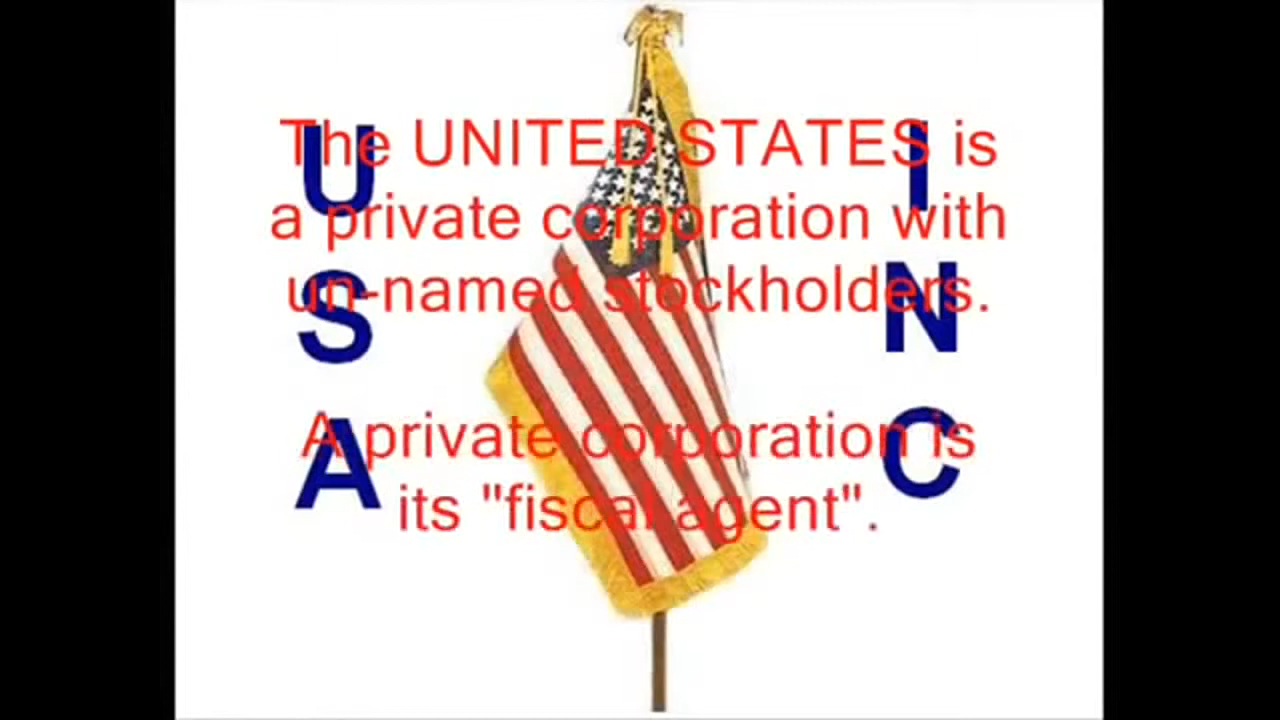 The UNITED STATES is
a private corporation with
un-named stockholders.
A private corporation is
its "fiscal agent".
U
S
A
I
N
C